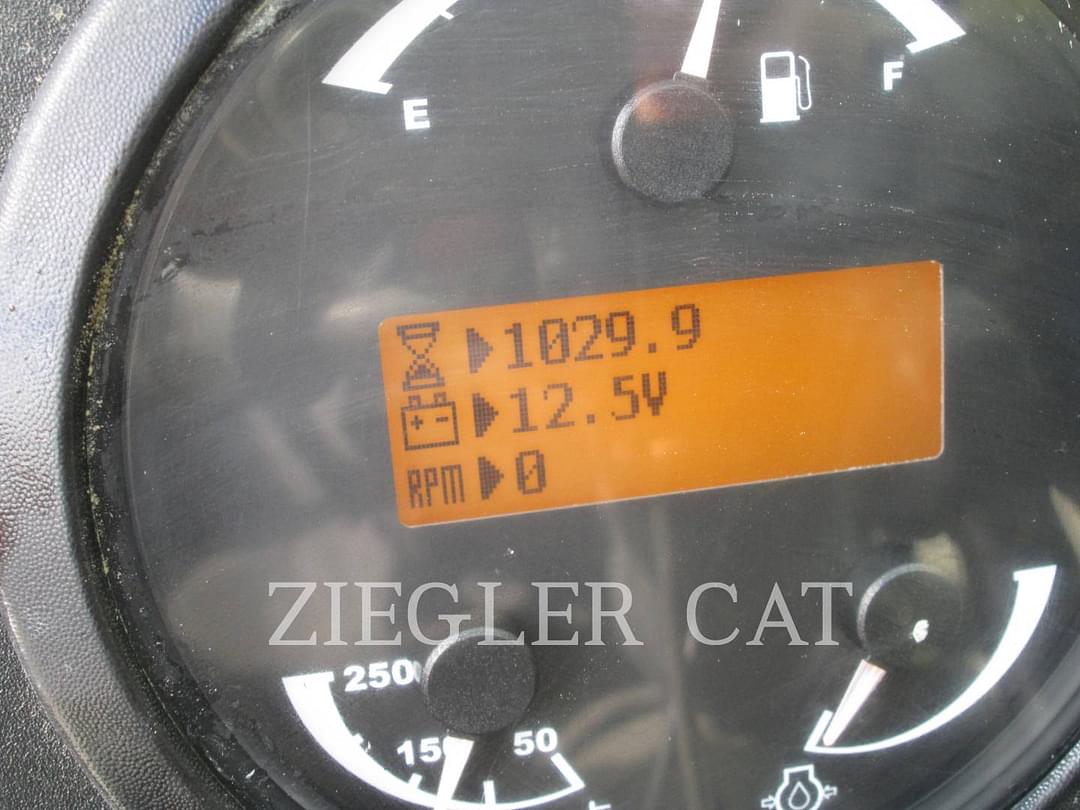 E
F
1029.9
12.5V
RPM 0
ZIEGLER CAT
250
150
50